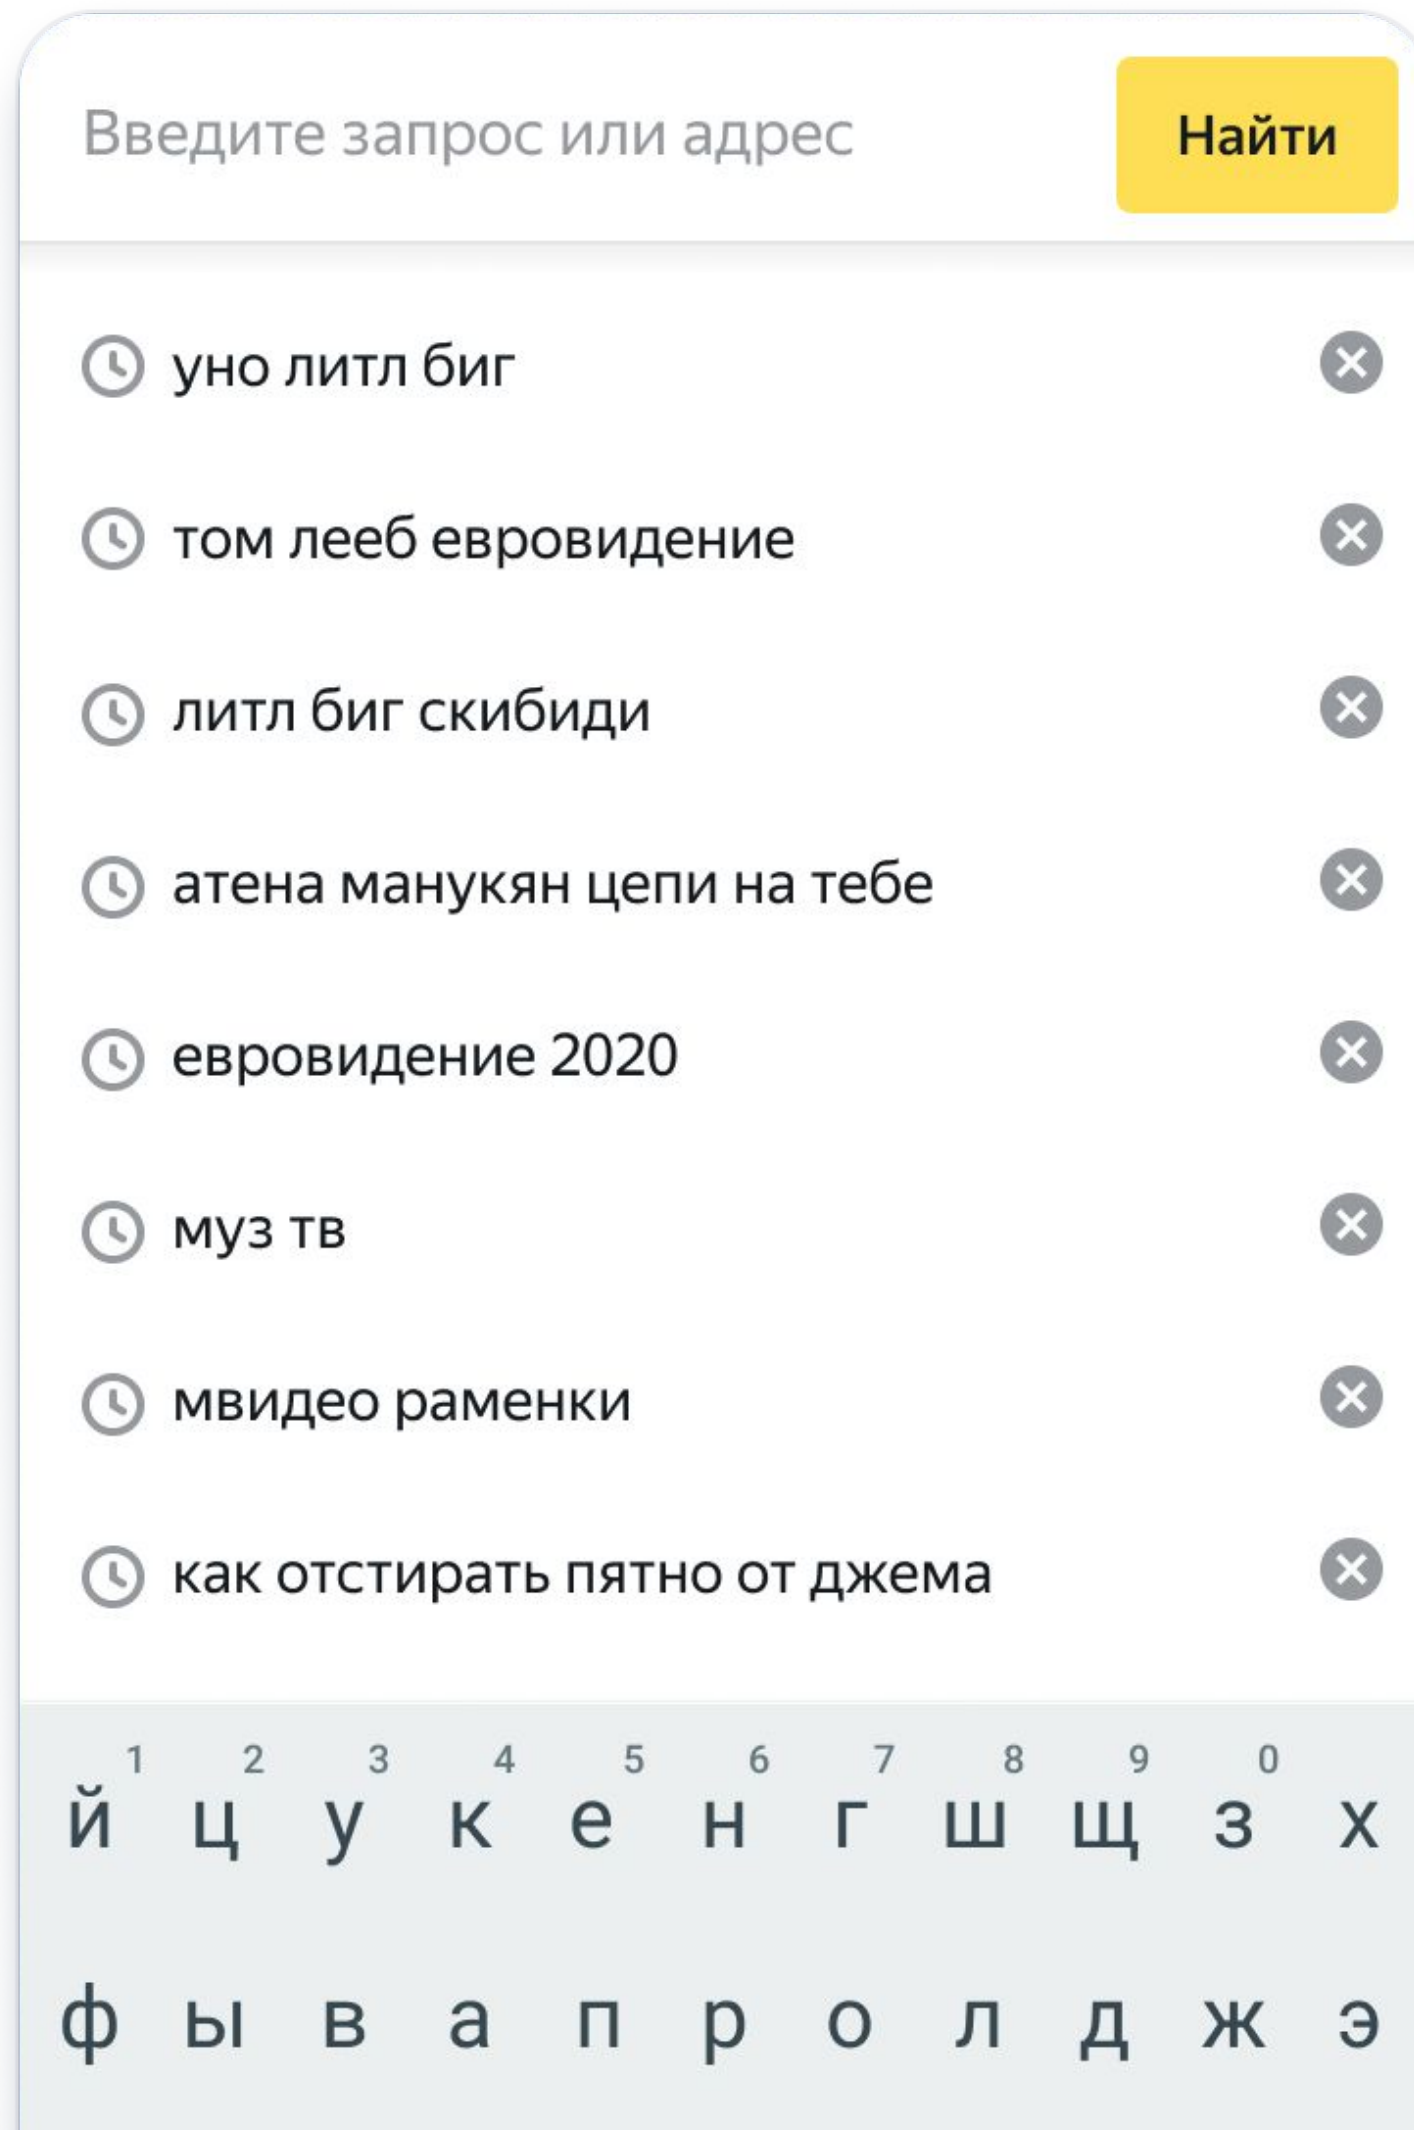 Введите запрос или адрес Найти
уно литл биг
том лееб евровидение
литл биг скибиди
атена манукян цепи на тебе
евровидение 2020
муз тв
мвидео раменки
как отстирать пятно от джема
1 2 3 4 5 6 7 8 9 0
й ц у к е н г ш щ з х
ф ы в а п р о л д ж э